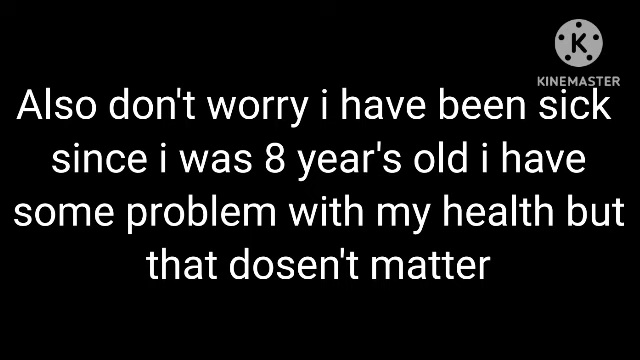 K
KINEMASTER
Also don't worry i have been sick
since i was 8 year's old i have
some problem with my health but
that dosen't matter